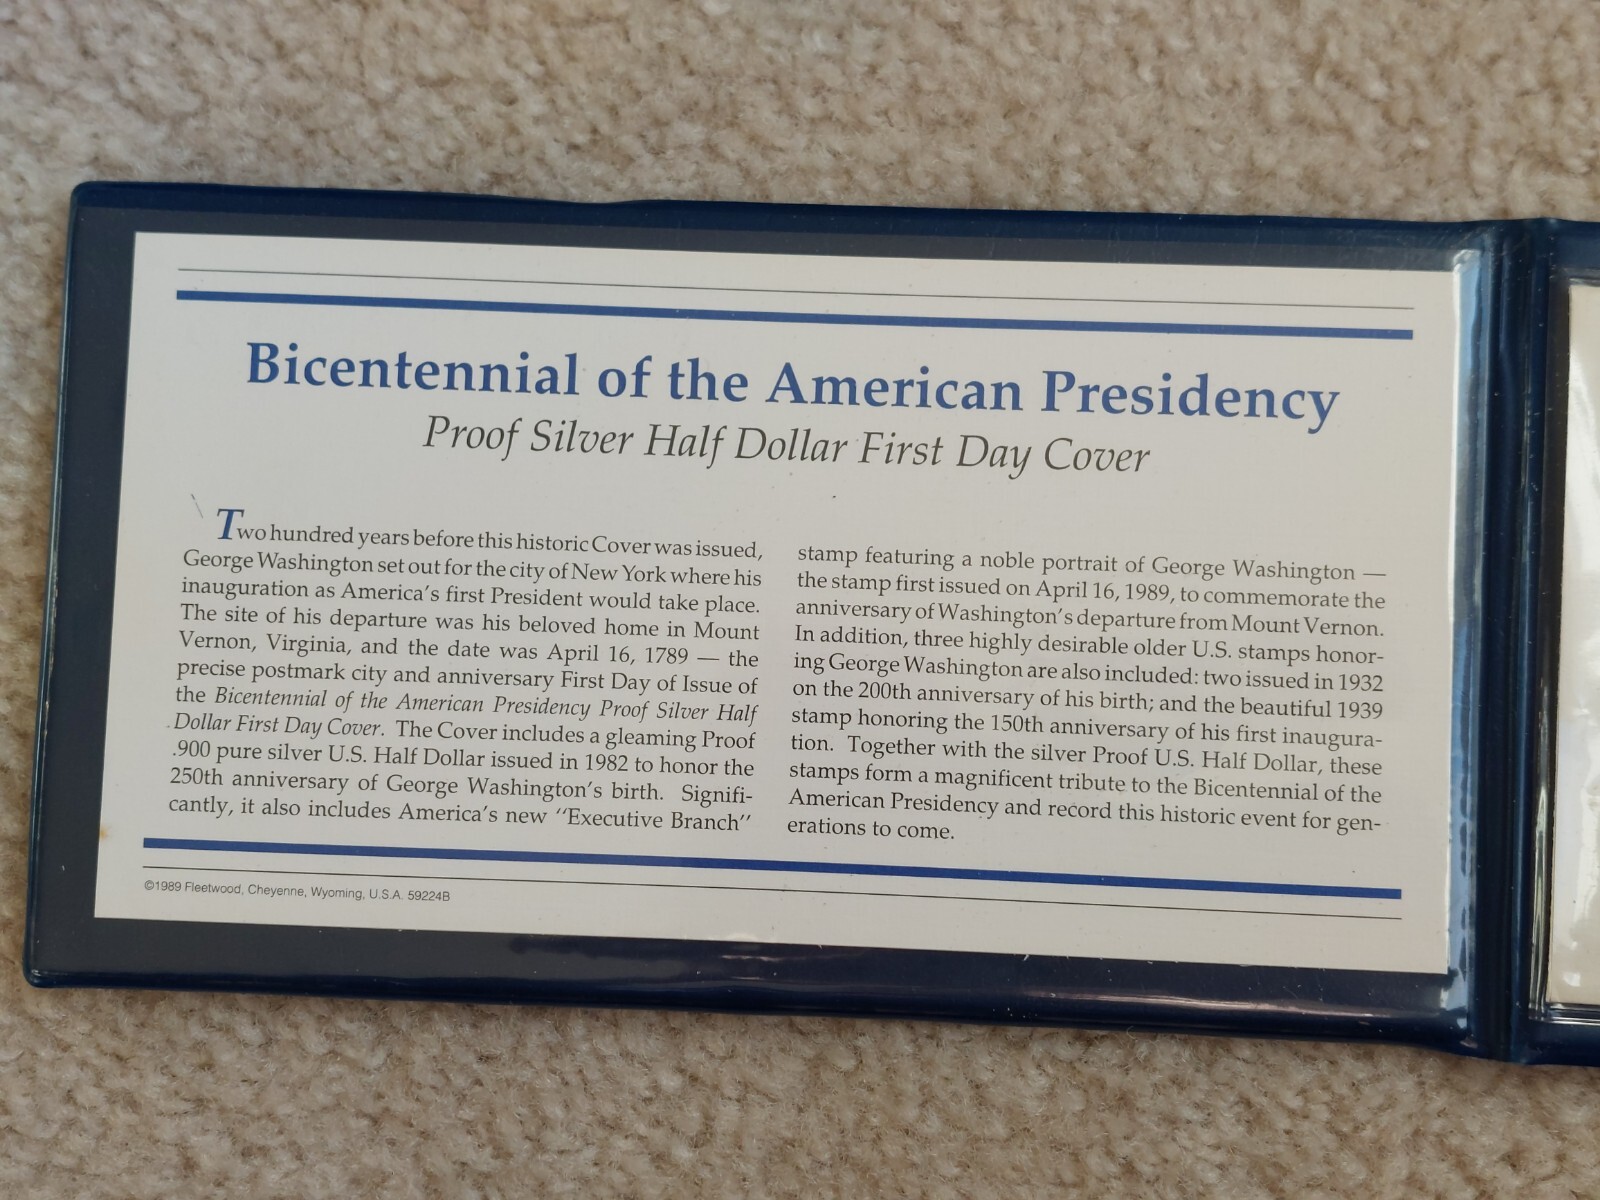 Bicentennial of the American Presidency
Proof Silver Half Dollar First Day Cover
Two hundred years before this historic Cover was issued,
George Washington set out for the city of New York where his
inauguration as America's first President would take place.
The site of his departure was his beloved home in Mount
Vernon, Virginia, and the date was April 16, 1789 — the
precise postmark city and anniversary First Day of Issue of
the Bicentennial of the American Presidency Proof Silver Half
Dollar First Day Cover. The Cover includes a gleaming Proof
.900 pure silver U.S. Half Dollar issued in 1982 to honor the
250th anniversary of George Washington's birth. Signifi-
cantly, it also includes America's new "Executive Branch"
stamp featuring a noble portrait of George Washington —
the stamp first issued on April 16, 1989, to commemorate the
anniversary of Washington's departure from Mount Vernon.
In addition, three highly desirable older U.S. stamps honor-
ing George Washington are also included: two issued in 1932
on the 200th anniversary of his birth; and the beautiful 1939
stamp honoring the 150th anniversary of his first inaugura-
tion. Together with the silver Proof U.S. Half Dollar, these
stamps form a magnificent tribute to the Bicentennial of the
American Presidency and record this historic event for gen-
erations to come.
©1989 Fleetwood, Cheyenne, Wyoming, U.S.A. 59224B